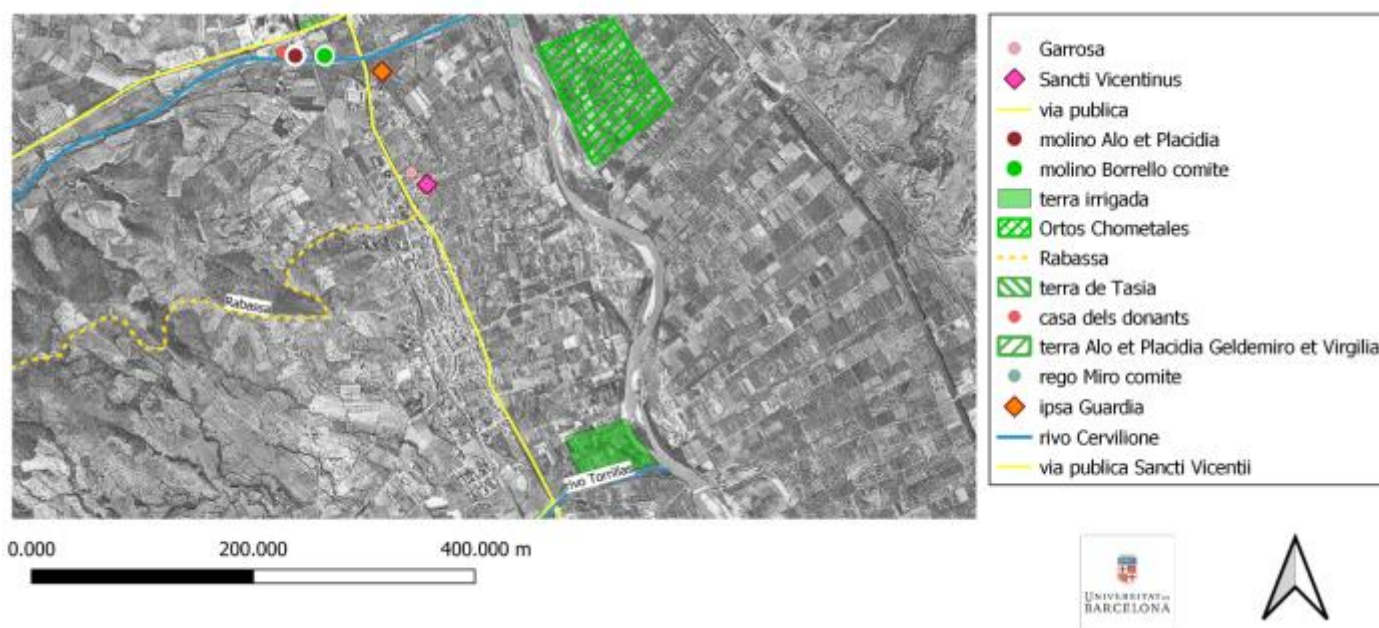 Garrosa
Sancti Vicentinus
via publica
molino Alo et Placidia
molino Borrello comite
terra irrigada
Ortos Chometales
Rabassa
terra de Tasia
casa dels donants
terra Alo et Placidia Geldemiro et Virgilia
rego Miro comite
ipsa Guardia
rivo Cervilione
via publica Sancti Vicentii
Rabassa
rivo Torrillas
0.000 200.000 400.000 m
UNIVERSITAT DE
BARCELONA